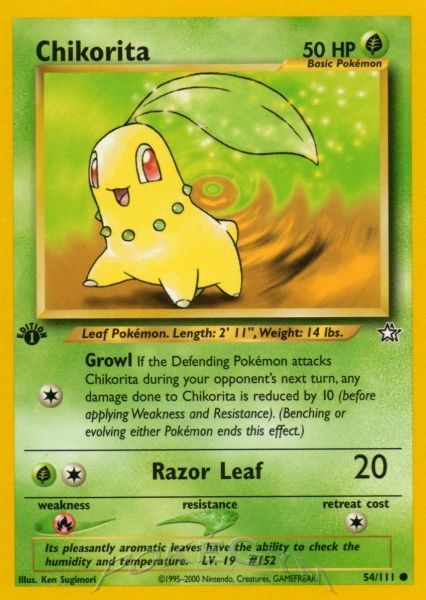 Chikorita
50 HP
Basic Pokémon
EDITION
1
Leaf Pokémon. Length: 2' 11", Weight: 14 lbs.
Growl If the Defending Pokémon attacks
Chikorita during your opponent's next turn, any
damage done to Chikorita is reduced by 10 (before
applying Weakness and Resistance). (Benching or
evolving either Pokémon ends this effect.)
Razor Leaf 20
weakness resistance retreat cost
Its pleasantly aromatic leaves have the ability to check the
humidity and temperature. LV. 19 #152
Illus. Ken Sugimori ©1995-2000 Nintendo, Creatures, GAMEFREAK. 54/111